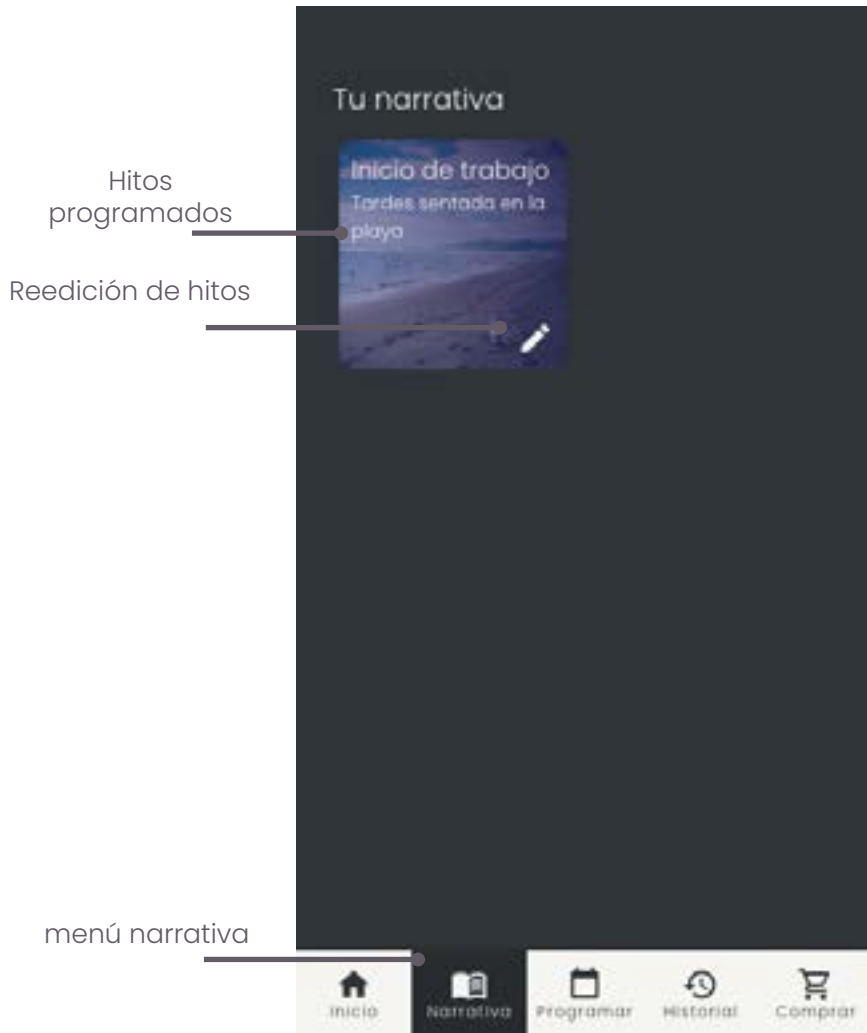 Tu narrativa
Inicio de trabajo
Tardes sentada en la
playa
Hitos
programados
Reedición de hitos
menú narrativa
Inicio
Narrativa
Programar
Historial
Comprar